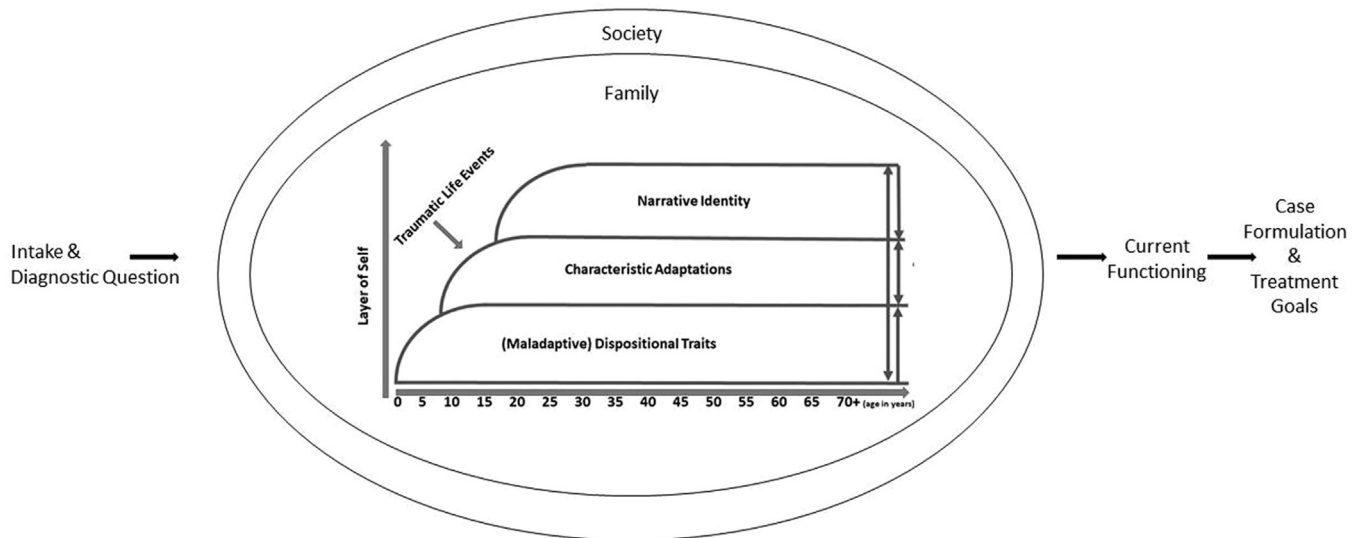 Society
Family
Traumatic Life Events
Layer of Self
Narrative Identity
Characteristic Adaptations
(Maladaptive) Dispositional Traits
0 5 10 15 20 25 30 35 40 45 50 55 60 65 70+ (age in years)
Intake &
Diagnostic Question
Current
Functioning
Case
Formulation
&
Treatment
Goals